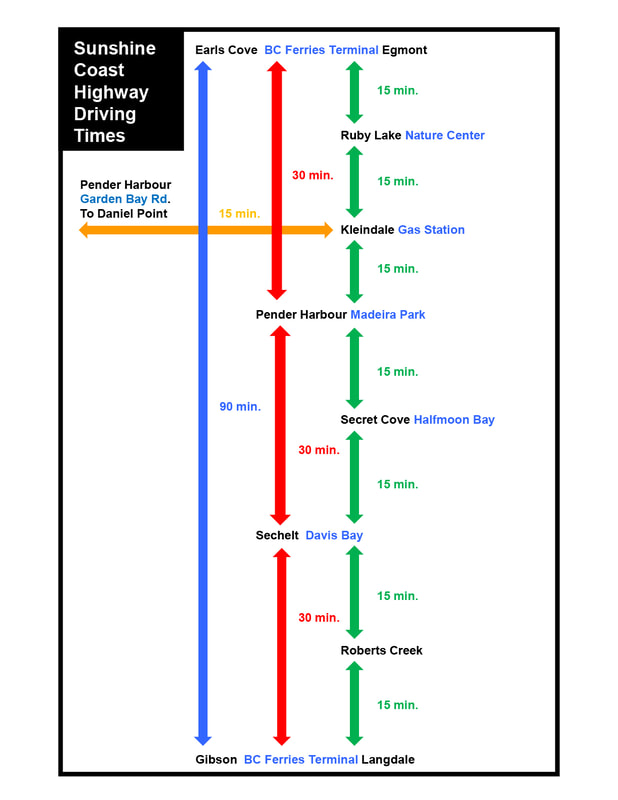 Sunshine
Coast
Highway
Driving
Times
Earls Cove BC Ferries Terminal Egmont
15 min.
Ruby Lake Nature Center
30 min.
15 min.
Pender Harbour
Garden Bay Rd.
To Daniel Point
15 min.
Kleindale Gas Station
15 min.
Pender Harbour Madeira Park
15 min.
90 min.
Secret Cove Halfmoon Bay
30 min.
15 min.
Sechelt Davis Bay
15 min.
30 min.
Roberts Creek
15 min.
Gibson BC Ferries Terminal Langdale